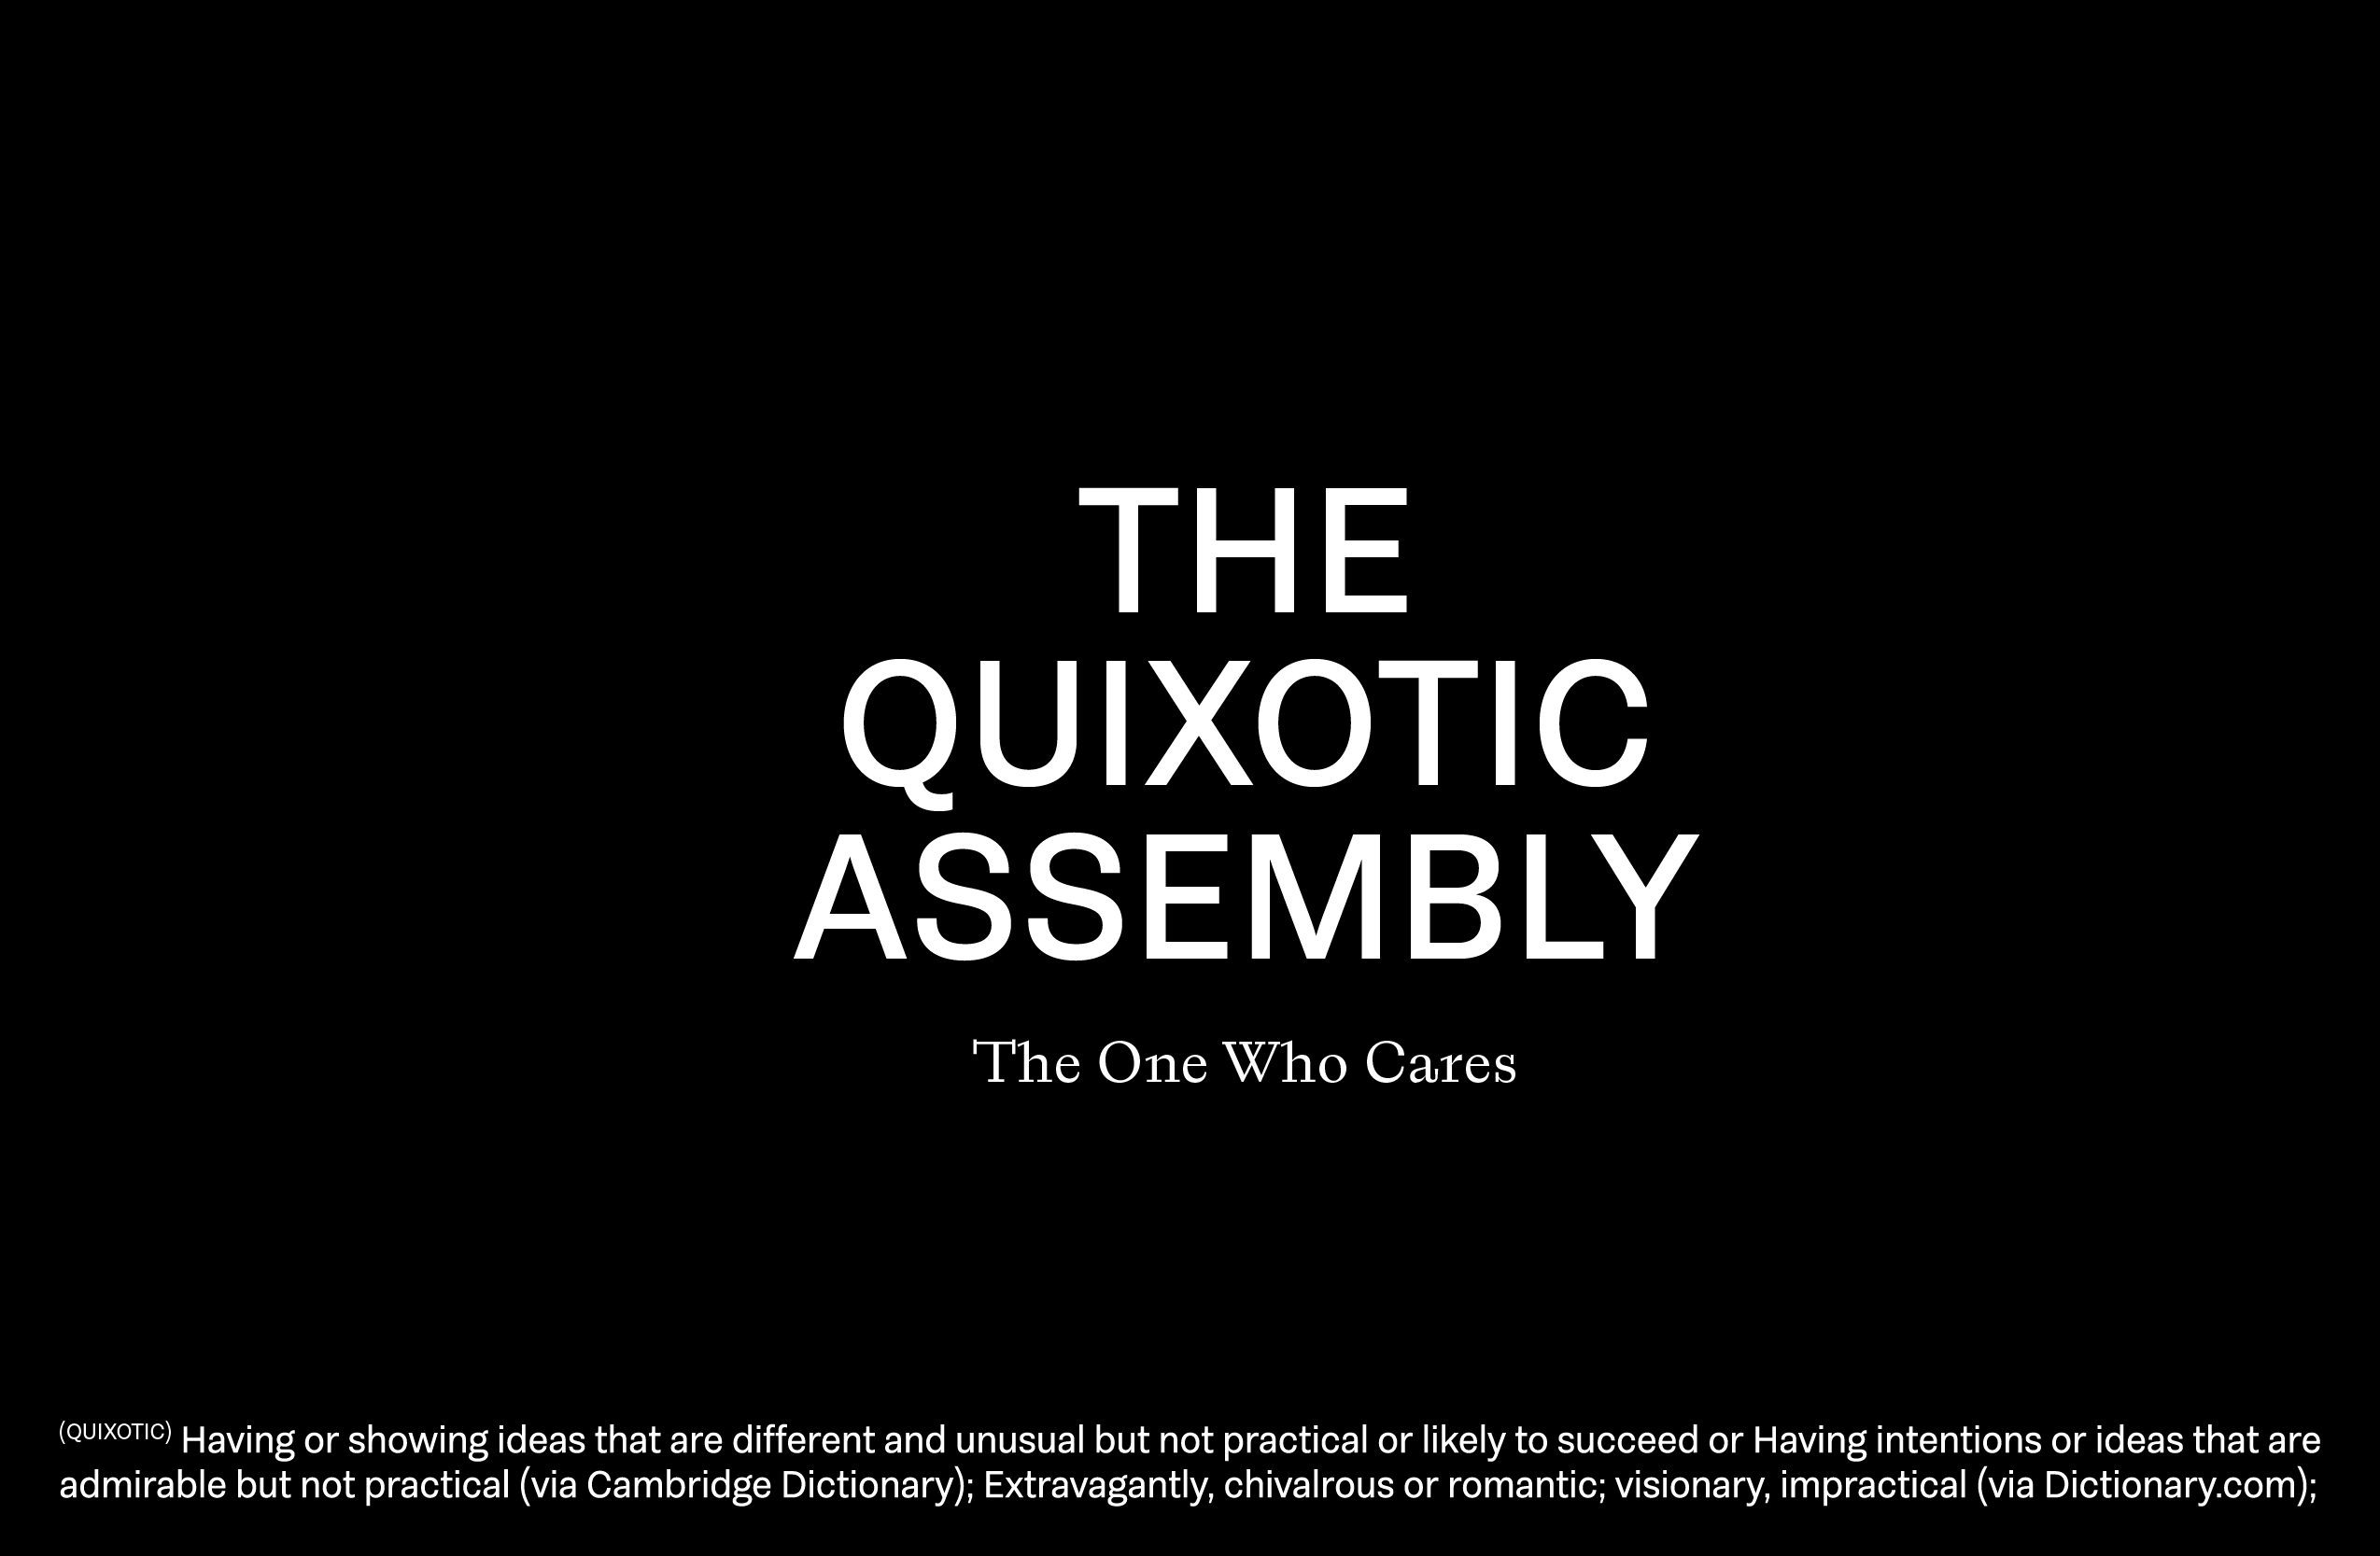 THE
QUIXOTIC
ASSEMBLY
The One Who Cares
(QUIXOTIC) Having or showing ideas that are different and unusual but not practical or likely to succeed or Having intentions or ideas that are
admirable but not practical (via Cambridge Dictionary); Extravagantly, chivalrous or romantic; visionary, impractical (via Dictionary.com);